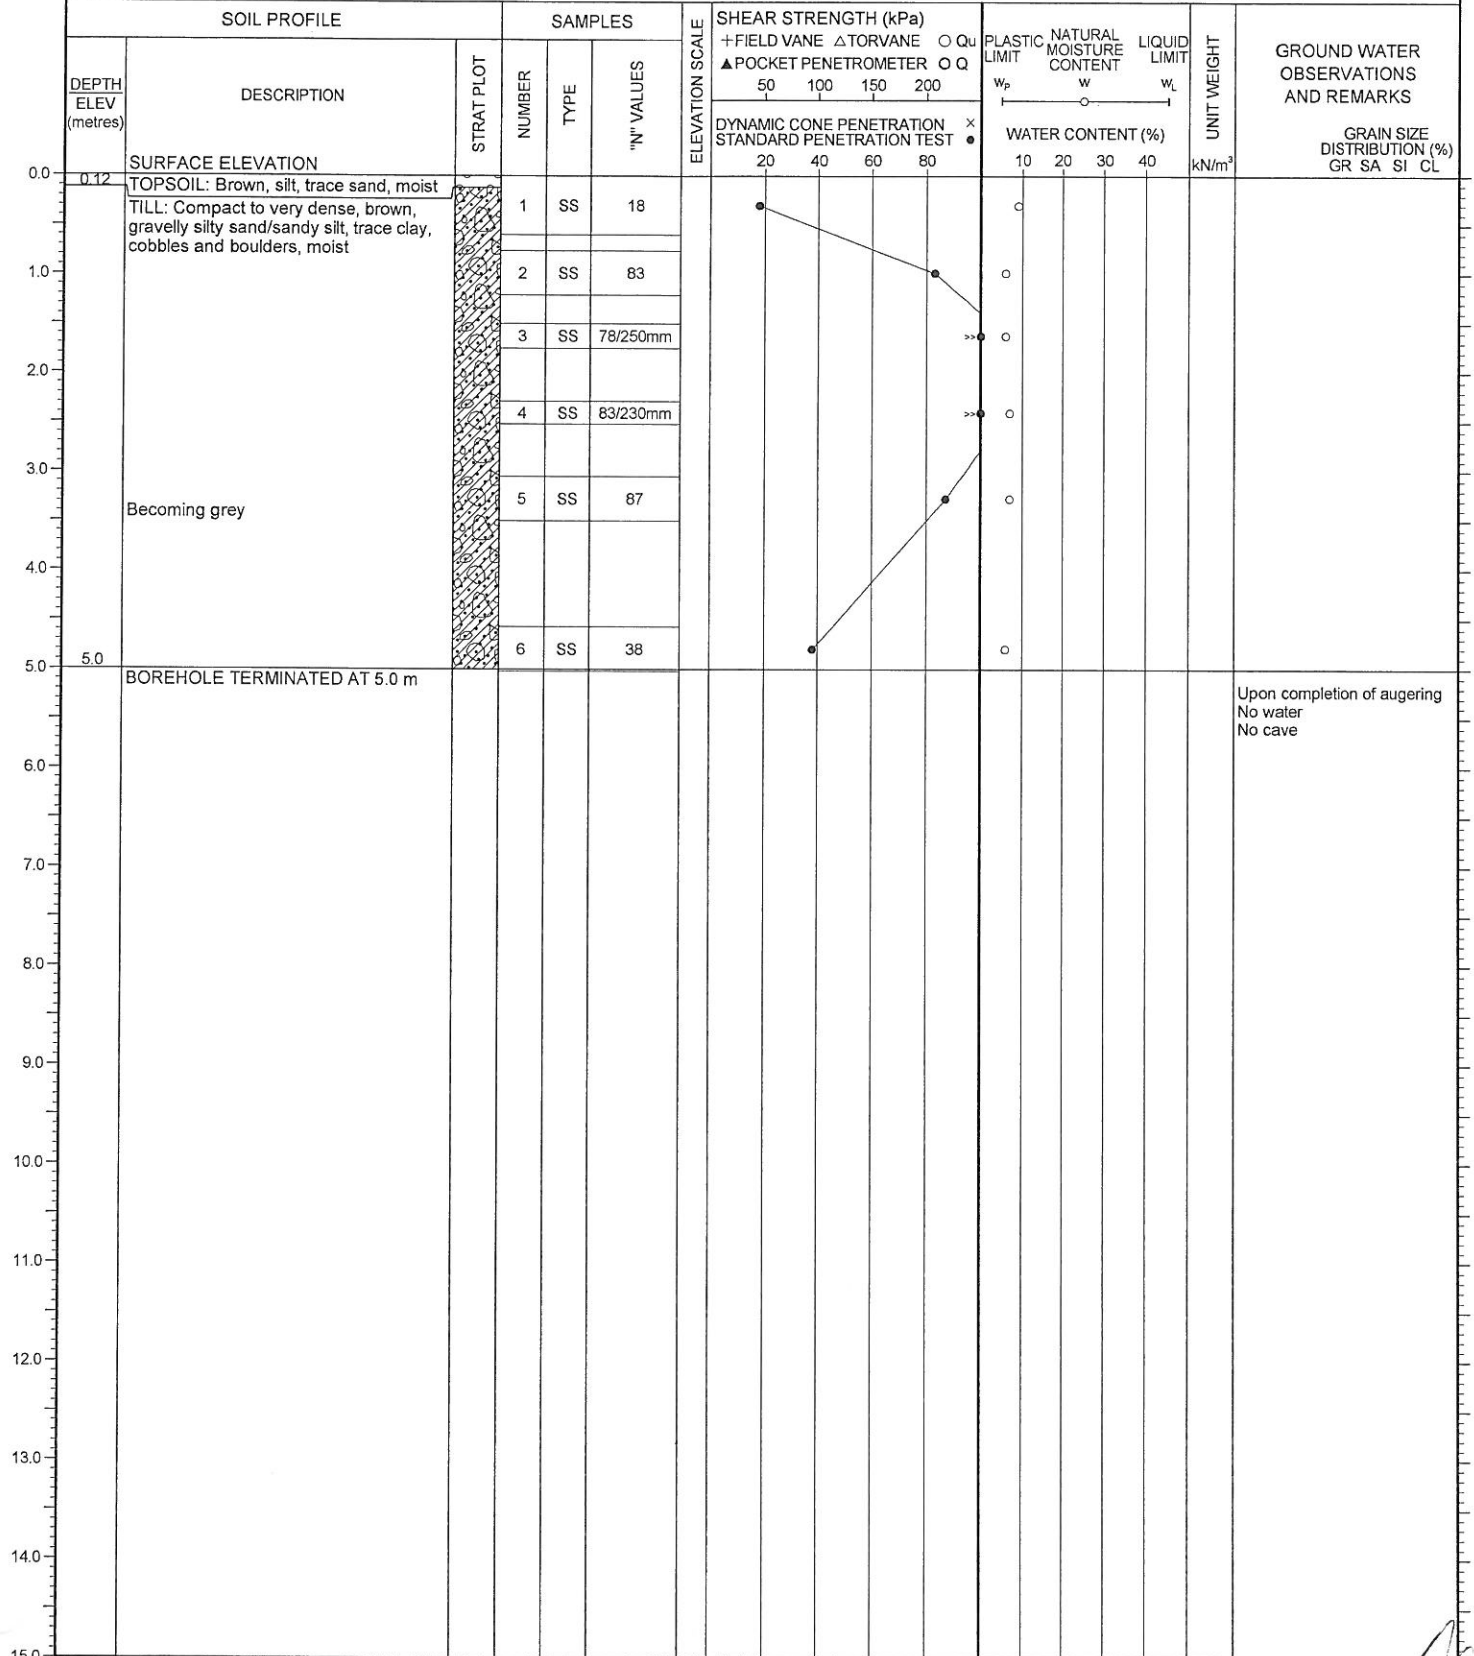 SOIL PROFILE
SAMPLES
ELEVATION SCALE
SHEAR STRENGTH (kPa)
+FIELD VANE △TORVANE ○ Qu
▲POCKET PENETROMETER ○ Q
50 100 150 200
DYNAMIC CONE PENETRATION ×
STANDARD PENETRATION TEST ●
20 40 60 80
PLASTIC LIMIT
NATURAL MOISTURE CONTENT
LIQUID LIMIT
WP W WL
WATER CONTENT (%)
10 20 30 40
UNIT WEIGHT
kN/m³
GROUND WATER
OBSERVATIONS
AND REMARKS
GRAIN SIZE
DISTRIBUTION (%)
GR SA SI CL
DEPTH
ELEV
(metres)
DESCRIPTION
STRAT PLOT
NUMBER
TYPE
"N" VALUES
SURFACE ELEVATION
0.0
0.12
TOPSOIL: Brown, silt, trace sand, moist
TILL: Compact to very dense, brown,
gravelly silty sand/sandy silt, trace clay,
cobbles and boulders, moist
1 SS 18
1.0
2 SS 83
3 SS 78/250mm >>
2.0
4 SS 83/230mm >>
3.0
5 SS 87
Becoming grey
4.0
6 SS 38
5.0
5.0
BOREHOLE TERMINATED AT 5.0 m
Upon completion of augering
No water
No cave
6.0
7.0
8.0
9.0
10.0
11.0
12.0
13.0
14.0
15.0